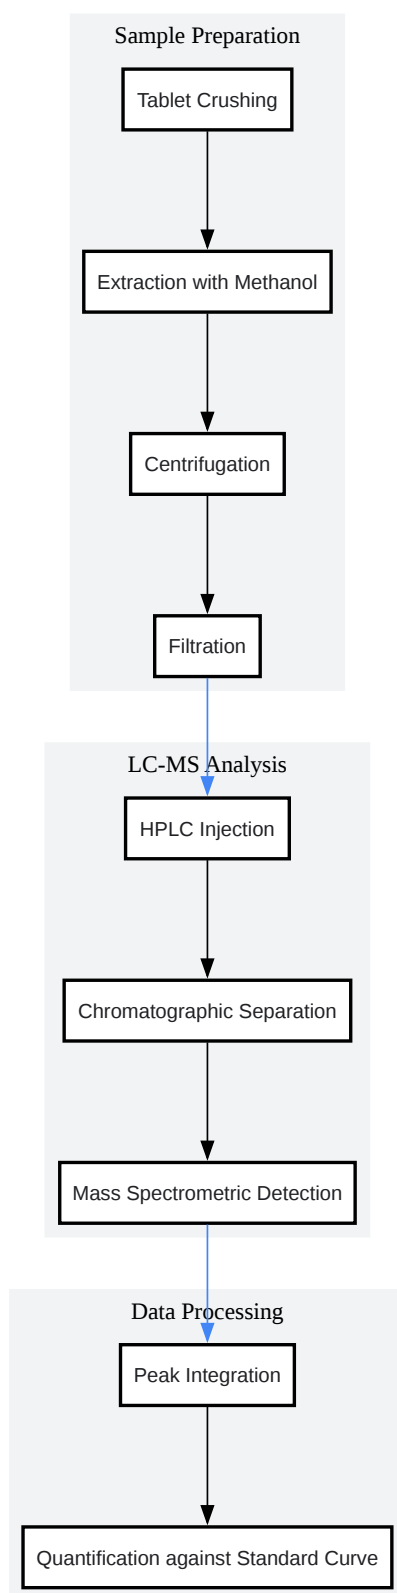 Sample Preparation
Tablet Crushing
Extraction with Methanol
Centrifugation
Filtration
LC-MS Analysis
HPLC Injection
Chromatographic Separation
Mass Spectrometric Detection
Data Processing
Peak Integration
Quantification against Standard Curve